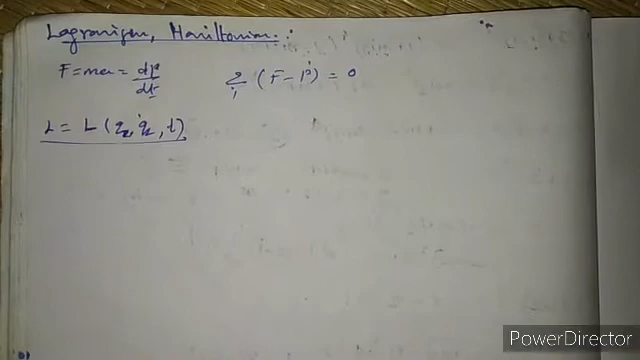 Lagrangian, Hamiltonian :
F = ma = dp/dt Σ i (F - ṗ) = 0
L = L (q, q̇, t)
PowerDirector